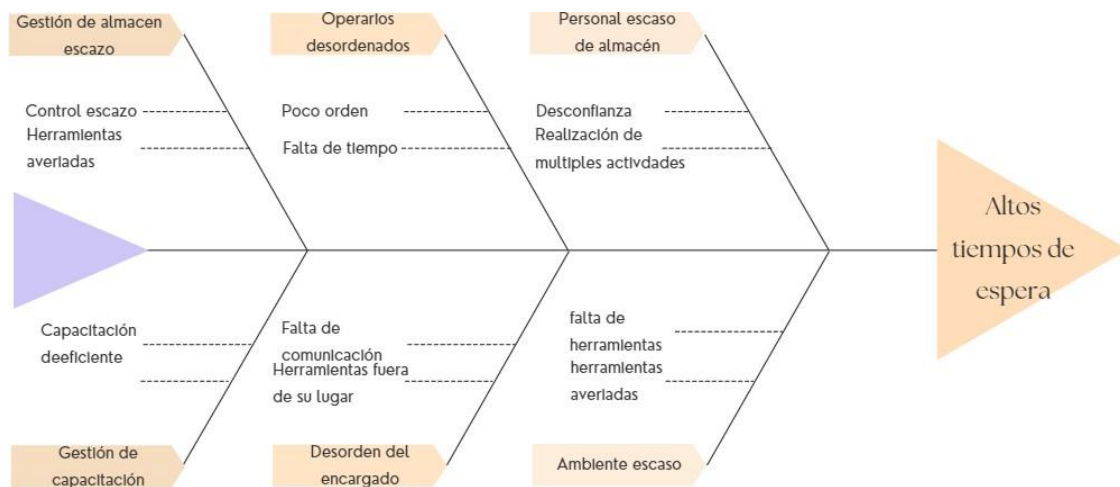 Gestión de almacen
escazo
Operarios
desordenados
Personal escaso
de almacén
Control escazo
Herramientas
averiadas
Poco orden
Falta de tiempo
Desconfianza
Realización de
multiples activdades
Altos
tiempos de
espera
Capacitación
deeficiente
Falta de
comunicación
Herramientas fuera
de su lugar
falta de
herramientas
herramientas
averiadas
Gestión de
capacitación
Desorden del
encargado
Ambiente escaso